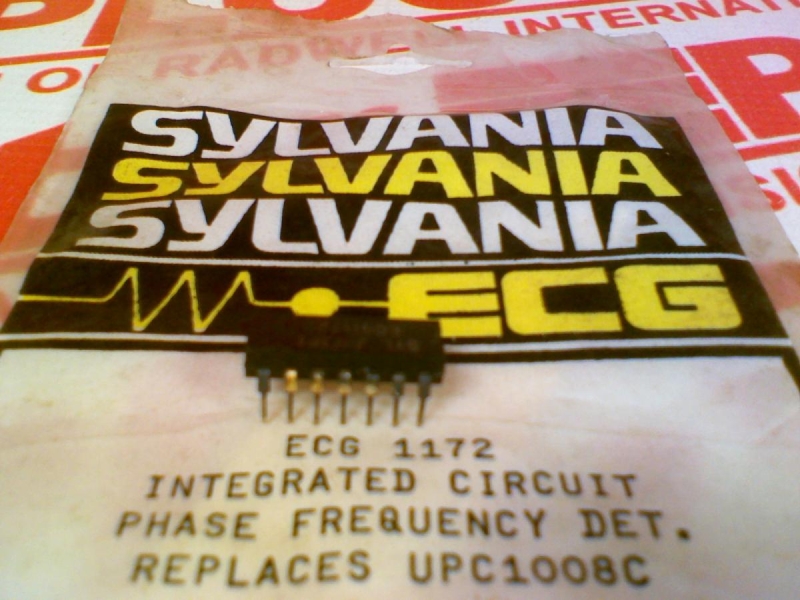 RADWELL INTERNATI
SYLVANIA
SYLVANIA
SYLVANIA
ECG
ECG 1172
INTEGRATED CIRCUIT
PHASE FREQUENCY DET.
REPLACES UPC1008C